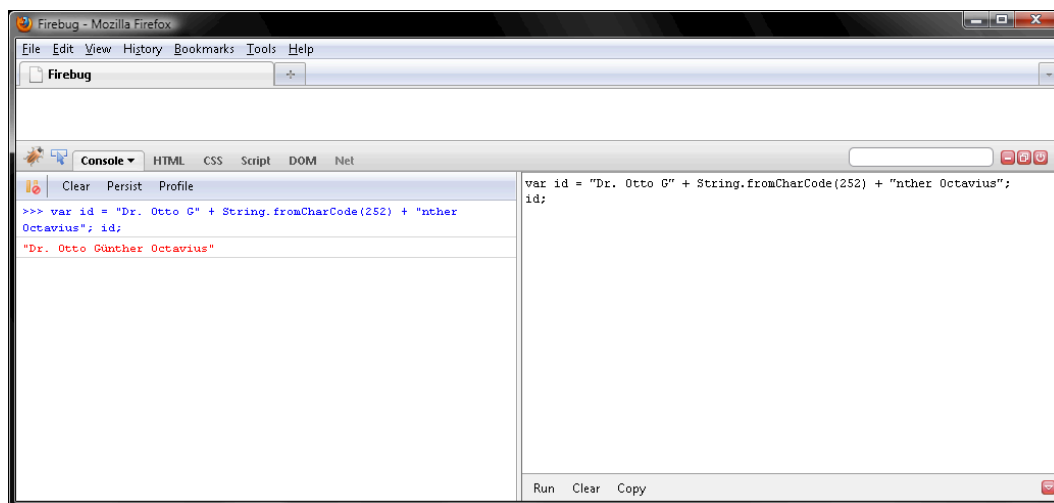 Firebug - Mozilla Firefox
File Edit View History Bookmarks Tools Help
Firebug
Console HTML CSS Script DOM Net
Clear Persist Profile
>>> var id = "Dr. Otto G" + String.fromCharCode(252) + "nther
Octavius"; id;
"Dr. Otto Günther Octavius"
var id = "Dr. Otto G" + String.fromCharCode(252) + "nther Octavius";
id;
Run Clear Copy